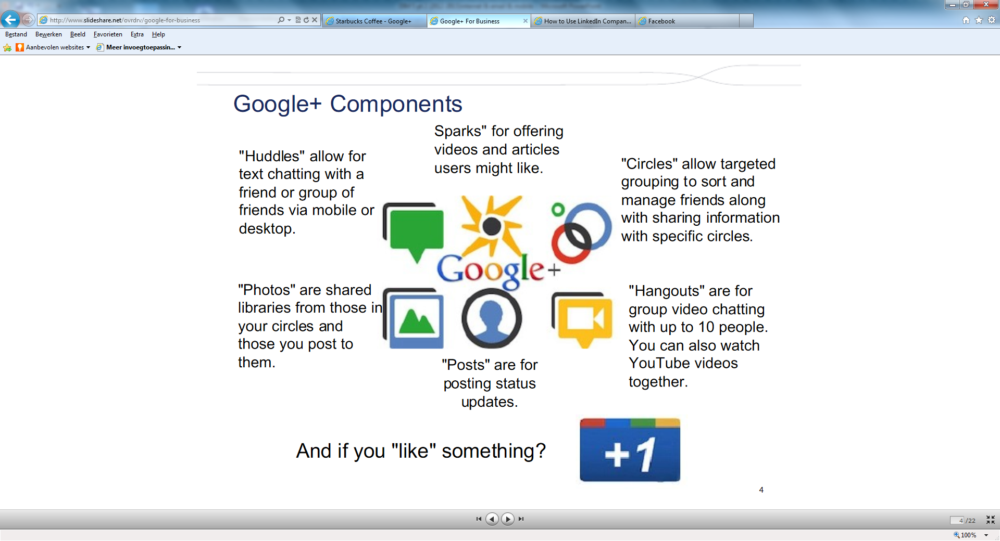 http://www.slideshare.net/ovrdrv/google-for-business
Starbucks Coffee - Google+
Google+ For Business
How to Use LinkedIn Compan...
Facebook
Bestand Bewerken Beeld Favorieten Extra Help
Aanbevolen websites
Meer invoegtoepassin...
Google+ Components
Sparks" for offering
videos and articles
users might like.
"Huddles" allow for
text chatting with a
friend or group of
friends via mobile or
desktop.
"Circles" allow targeted
grouping to sort and
manage friends along
with sharing information
with specific circles.
Google+
"Photos" are shared
libraries from those in
your circles and
those you post to
them.
"Posts" are for
posting status
updates.
"Hangouts" are for
group video chatting
with up to 10 people.
You can also watch
YouTube videos
together.
And if you "like" something?
+1
4
4 /22
100%